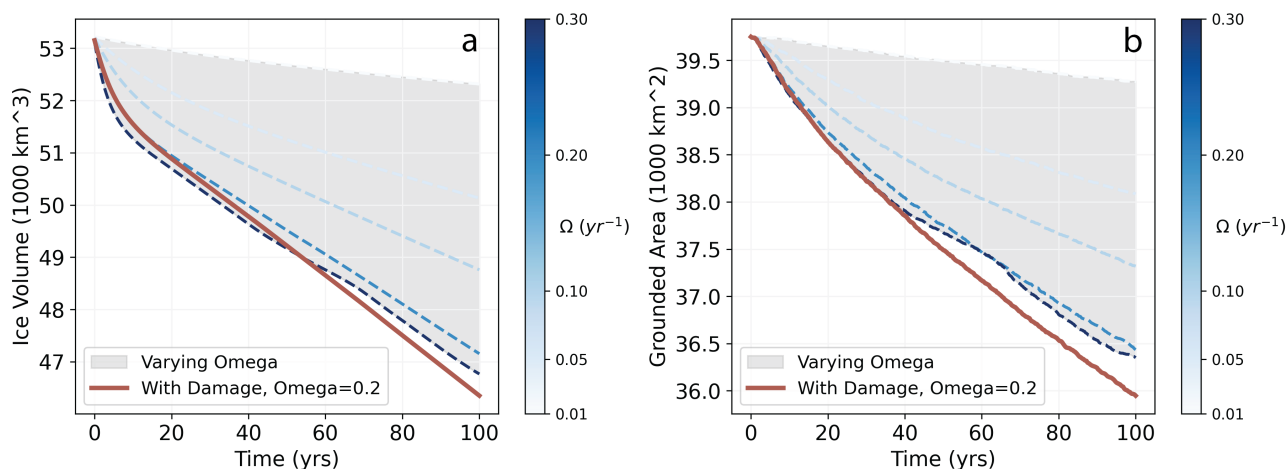 a
Ice Volume (1000 km^3)
53
52
51
50
49
48
47
0 20 40 60 80 100
Time (yrs)
Varying Omega
With Damage, Omega=0.2
0.30
0.20
0.10
0.05
0.01
Ω (yr⁻¹)
b
Grounded Area (1000 km^2)
39.5
39.0
38.5
38.0
37.5
37.0
36.5
36.0
0 20 40 60 80 100
Time (yrs)
Varying Omega
With Damage, Omega=0.2
0.30
0.20
0.10
0.05
0.01
Ω (yr⁻¹)